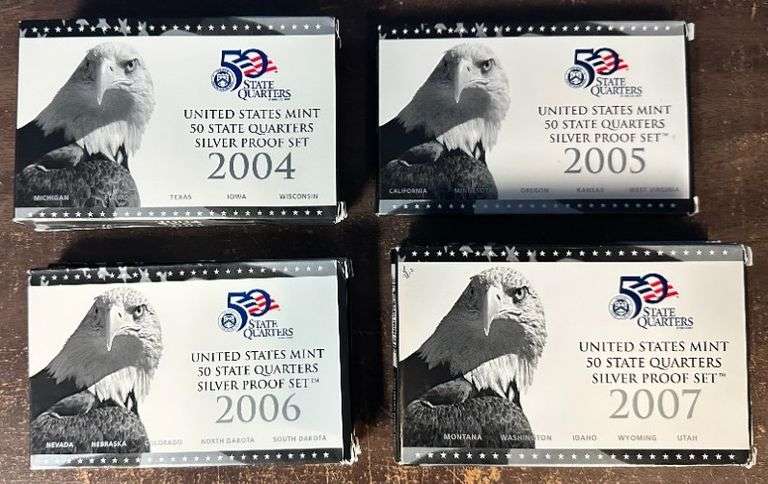 50
STATE
QUARTERS
UNITED STATES MINT
50 STATE QUARTERS
SILVER PROOF SET
2004
MICHIGAN TEXAS IOWA WISCONSIN
50
STATE
QUARTERS
UNITED STATES MINT
50 STATE QUARTERS
SILVER PROOF SET™
2005
CALIFORNIA MINNESOTA OREGON KANSAS WEST VIRGINIA
50
STATE
QUARTERS
UNITED STATES MINT
50 STATE QUARTERS
SILVER PROOF SET™
2006
NEVADA NEBRASKA COLORADO NORTH DAKOTA SOUTH DAKOTA
50
STATE
QUARTERS
UNITED STATES MINT
50 STATE QUARTERS
SILVER PROOF SET™
2007
MONTANA WASHINGTON IDAHO WYOMING UTAH